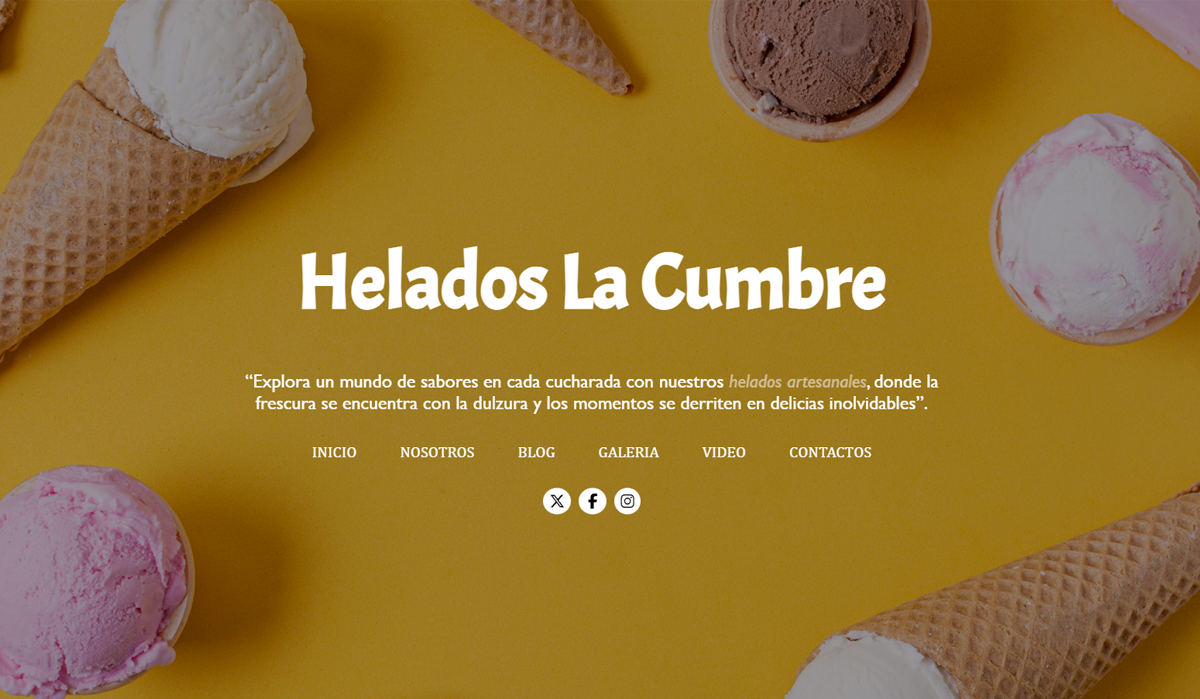 Helados La Cumbre
“Explora un mundo de sabores en cada cucharada con nuestros helados artesanales, donde la
frescura se encuentra con la dulzura y los momentos se derriten en delicias inolvidables”.
INICIO NOSOTROS BLOG GALERIA VIDEO CONTACTOS